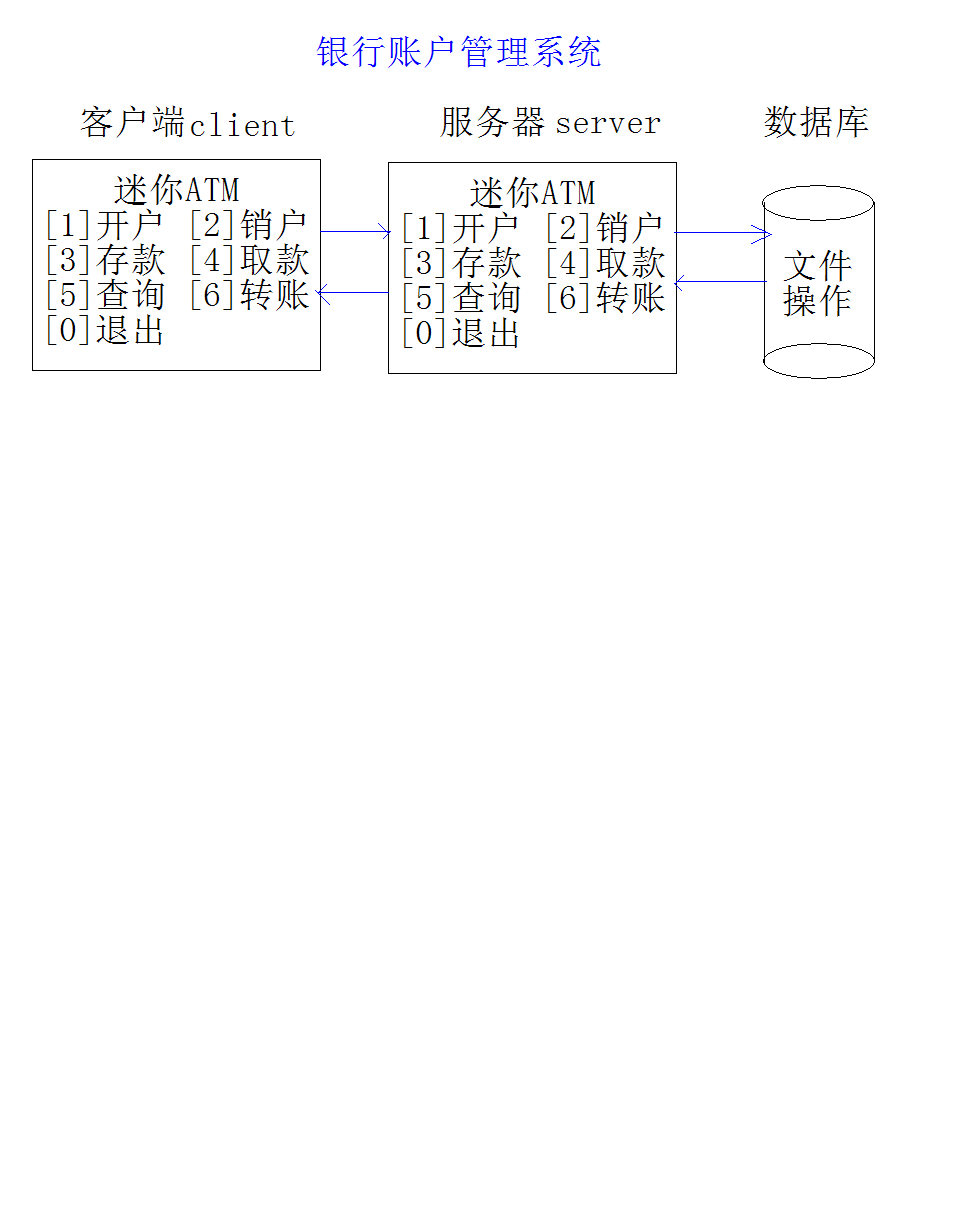 银行账户管理系统
客户端client
服务器 server
数据库
迷你ATM
[1]开户 [2]销户
[3]存款 [4]取款
[5]查询 [6]转账
[0]退出
迷你ATM
[1]开户 [2]销户
[3]存款 [4]取款
[5]查询 [6]转账
[0]退出
文件
操作